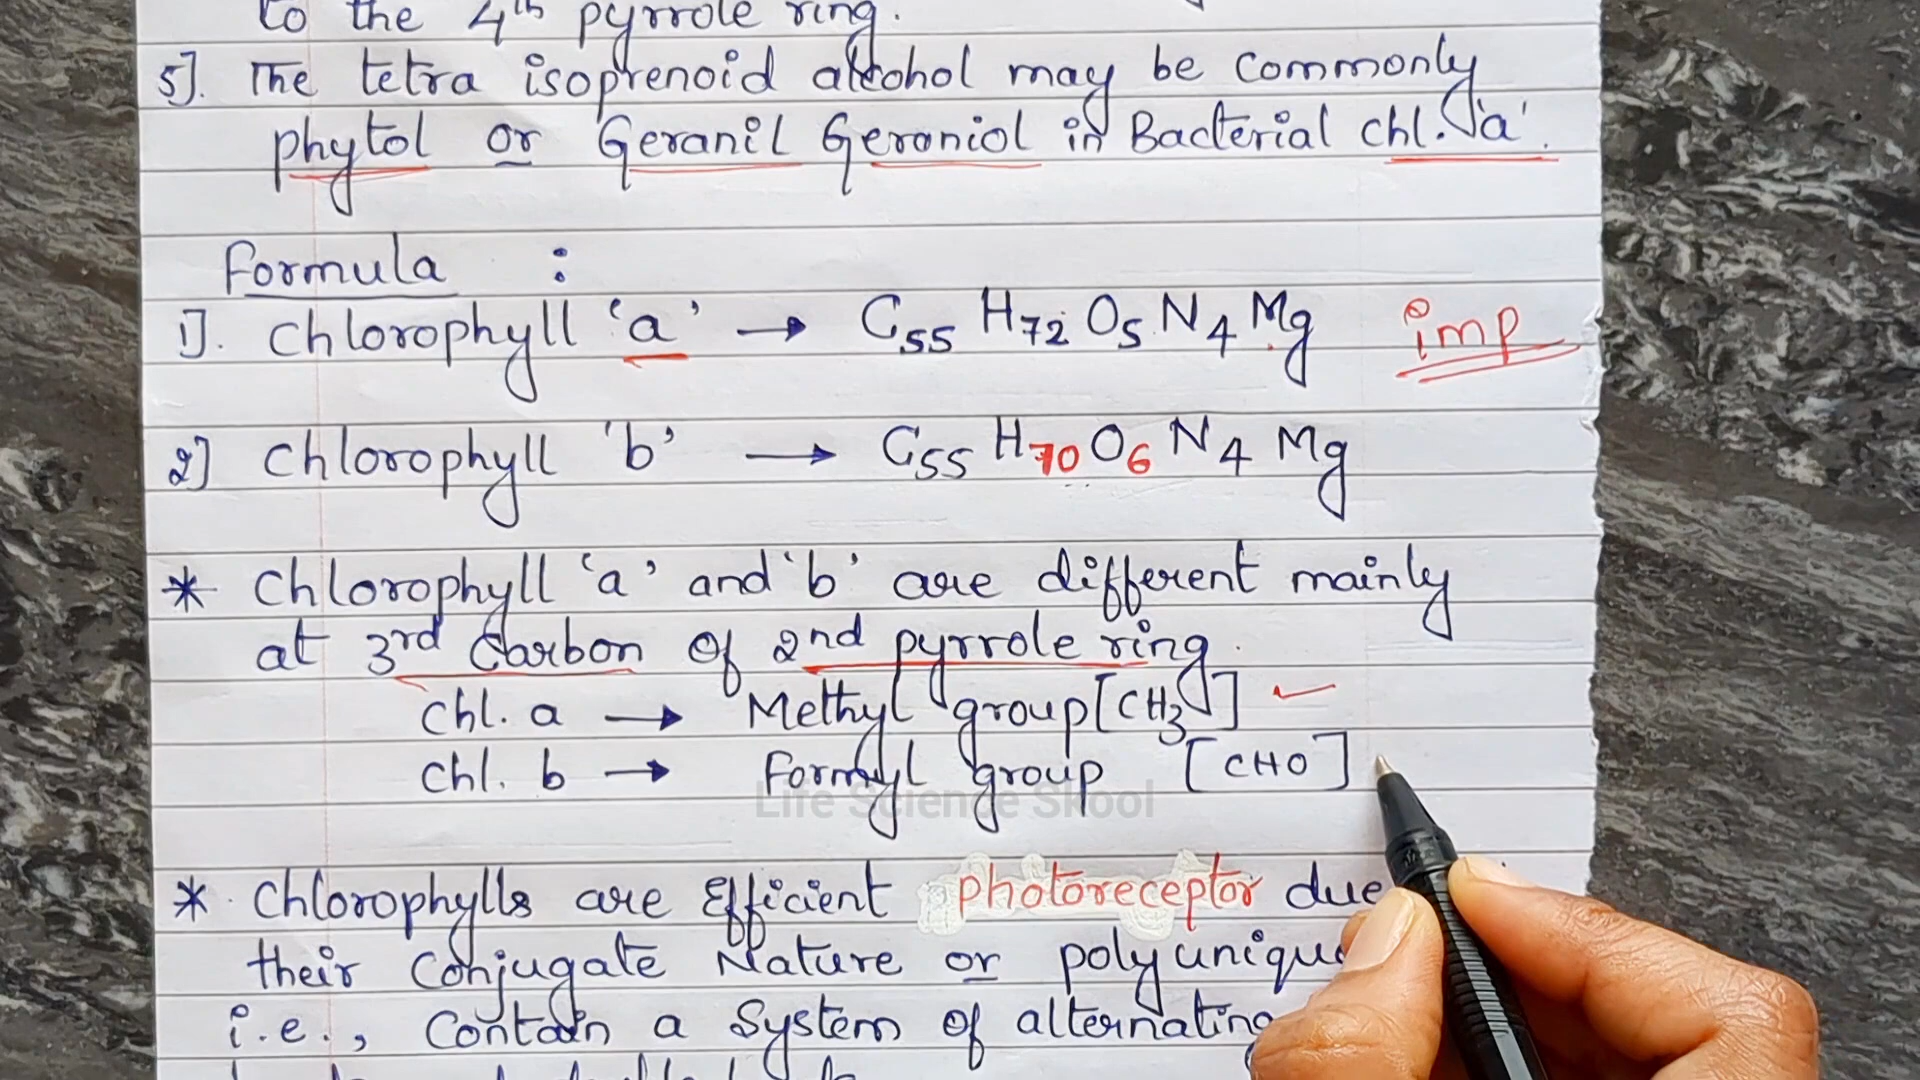 to the 4th pyrrole ring.
5]. The tetra isoprenoid alcohol may be commonly
phytol or Geranil Geroniol in Bacterial chl. 'a'.
Formula :
1]. Chlorophyll 'a' → C55 H72 O5 N4 Mg imp
2] Chlorophyll 'b' → C55 H70 O6 N4 Mg
* Chlorophyll 'a' and 'b' are different mainly
at 3rd Carbon of 2nd pyrrole ring.
Chl. a → Methyl group [CH3]
Chl. b → Formyl group [CHO]
Life Science Skool
* Chlorophylls are Efficient photoreceptor due
their Conjugate Nature or polyunique
i.e., Contain a System of alternating